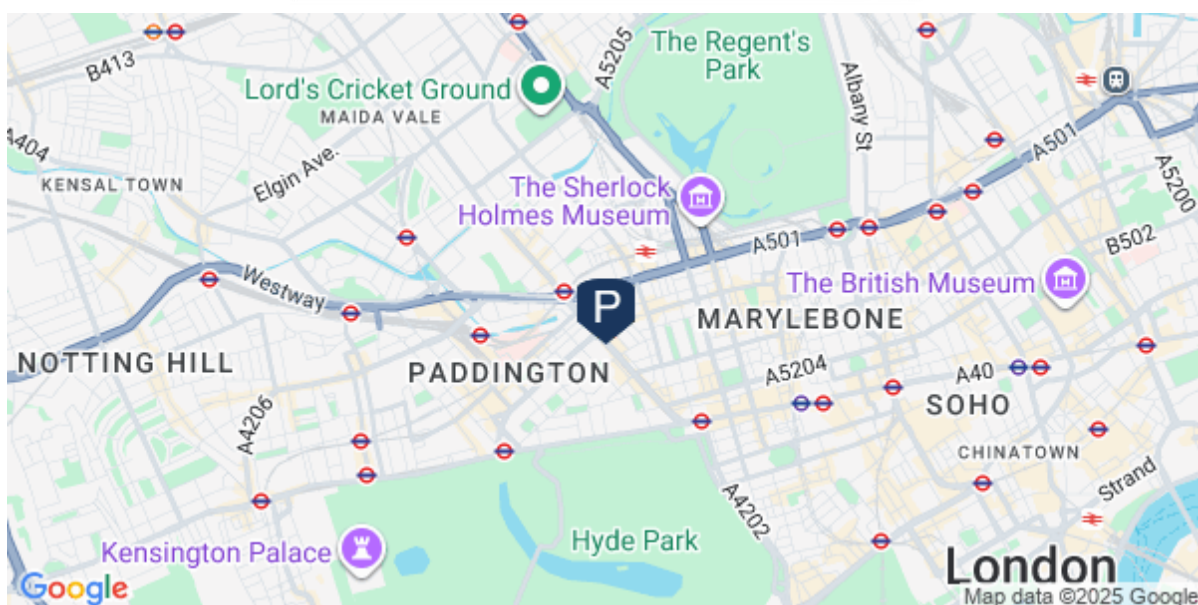 B413
A5205
The Regent's
Park
Lord's Cricket Ground
MAIDA VALE
Albany St
A501
A404
KENSAL TOWN
Elgin Ave.
A5200
The Sherlock
Holmes Museum
A501
B502
Westway
The British Museum
P
MARYLEBONE
NOTTING HILL
PADDINGTON
A5204
A40
SOHO
A4206
CHINATOWN
Strand
A4202
Hyde Park
Kensington Palace
London
Google
Map data ©2025 Google